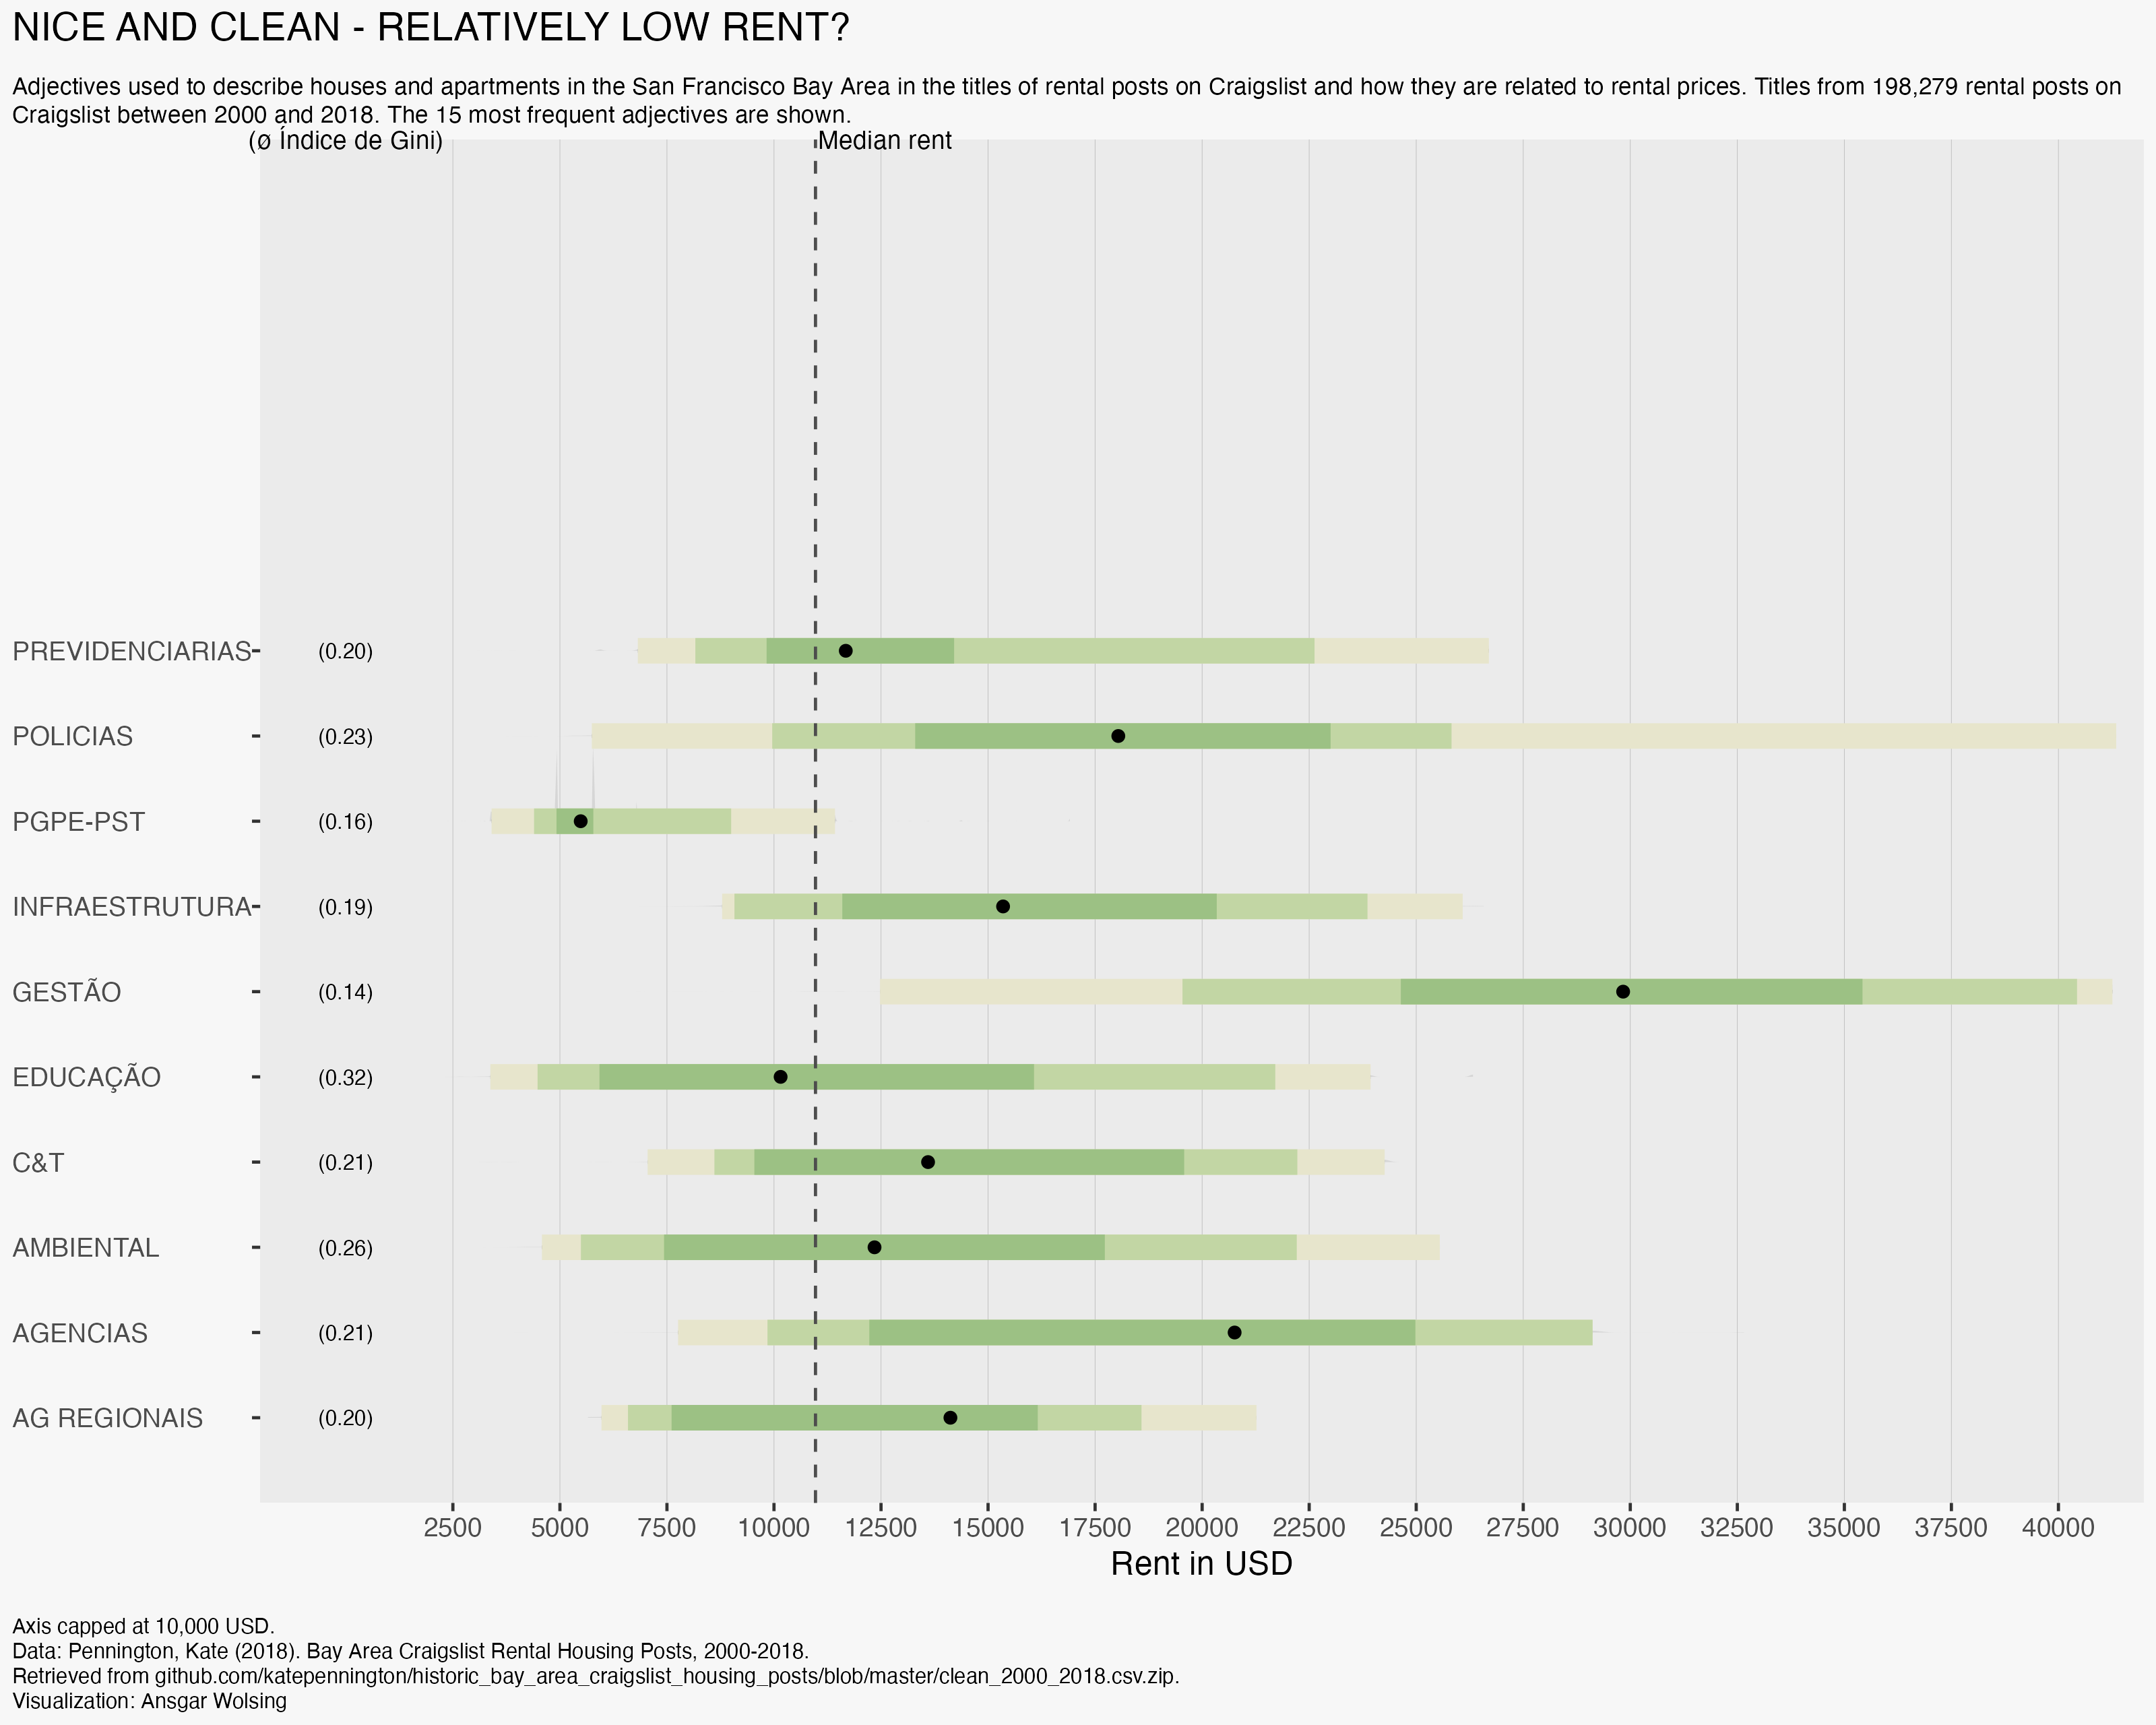 NICE AND CLEAN - RELATIVELY LOW RENT?
Adjectives used to describe houses and apartments in the San Francisco Bay Area in the titles of rental posts on Craigslist and how they are related to rental prices. Titles from 198,279 rental posts on
Craigslist between 2000 and 2018. The 15 most frequent adjectives are shown.
(ø Índice de Gini) Median rent
PREVIDENCIARIAS (0.20)
POLICIAS (0.23)
PGPE-PST (0.16)
INFRAESTRUTURA (0.19)
GESTÃO (0.14)
EDUCAÇÃO (0.32)
C&T (0.21)
AMBIENTAL (0.26)
AGENCIAS (0.21)
AG REGIONAIS (0.20)
2500 5000 7500 10000 12500 15000 17500 20000 22500 25000 27500 30000 32500 35000 37500 40000
Rent in USD
Axis capped at 10,000 USD.
Data: Pennington, Kate (2018). Bay Area Craigslist Rental Housing Posts, 2000-2018.
Retrieved from github.com/katepennington/historic_bay_area_craigslist_housing_posts/blob/master/clean_2000_2018.csv.zip.
Visualization: Ansgar Wolsing